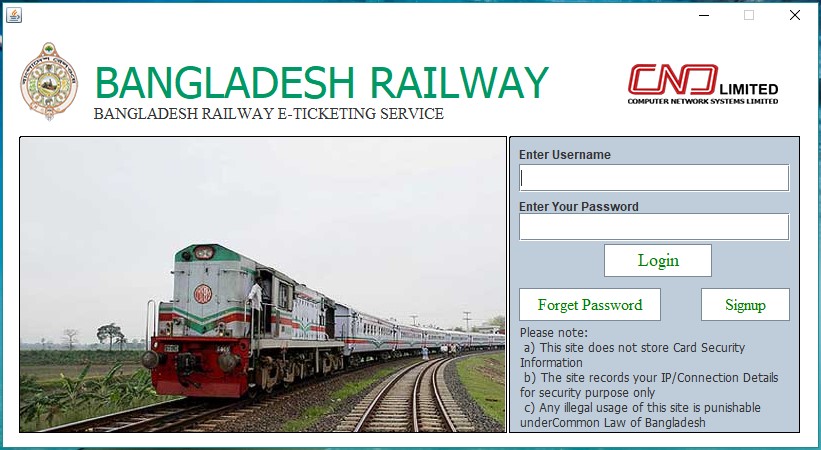 BANGLADESH RAILWAY
BANGLADESH RAILWAY E-TICKETING SERVICE
LIMITED
COMPUTER NETWORK SYSTEMS LIMITED
Enter Username
Enter Your Password
Login
Forget Password
Signup
Please note:
a) This site does not store Card Security
Information
b) The site records your IP/Connection Details
for security purpose only
c) Any illegal usage of this site is punishable
underCommon Law of Bangladesh